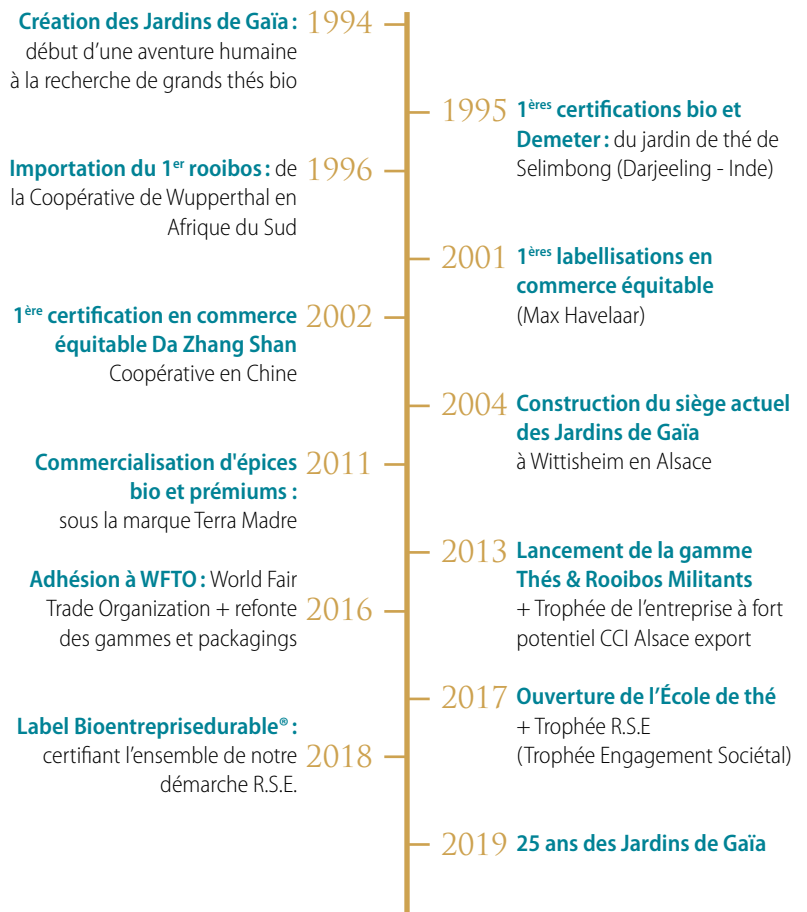 Création des Jardins de Gaïa : 1994
début d’une aventure humaine
à la recherche de grands thés bio
1995 1ères certifications bio et
Demeter : du jardin de thé de
Selimbong (Darjeeling - Inde)
Importation du 1er rooibos : de 1996
la Coopérative de Wupperthal en
Afrique du Sud
2001 1ères labellisations en
commerce équitable
(Max Havelaar)
1ère certification en commerce 2002
équitable Da Zhang Shan
Coopérative en Chine
2004 Construction du siège actuel
des Jardins de Gaïa
à Wittisheim en Alsace
Commercialisation d'épices 2011
bio et prémiums :
sous la marque Terra Madre
2013 Lancement de la gamme
Thés & Rooibos Militants
+ Trophée de l’entreprise à fort
potentiel CCI Alsace export
Adhésion à WFTO : World Fair
Trade Organization + refonte 2016
des gammes et packagings
2017 Ouverture de l’École de thé
+ Trophée R.S.E
(Trophée Engagement Sociétal)
Label Bioentreprisedurable® :
certifiant l’ensemble de notre 2018
démarche R.S.E.
2019 25 ans des Jardins de Gaïa